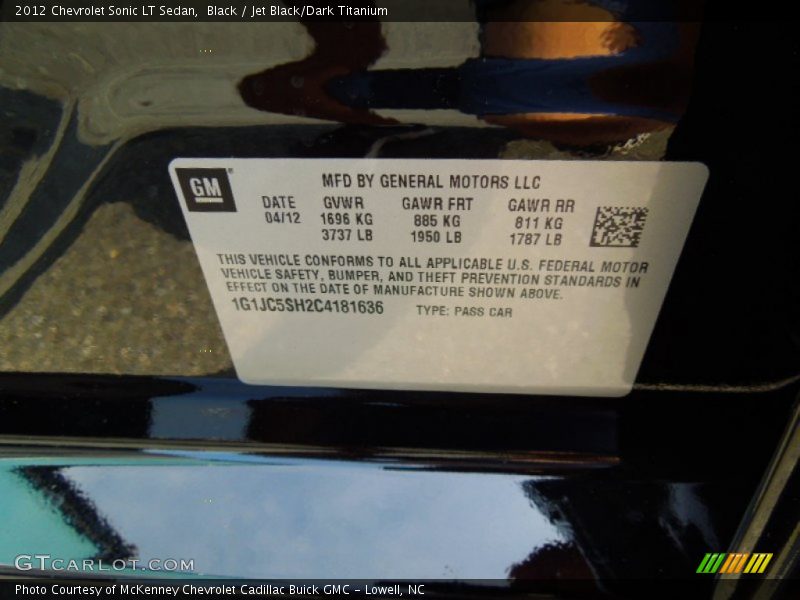 2012 Chevrolet Sonic LT Sedan,  Black / Jet Black/Dark Titanium
GM
MFD BY GENERAL MOTORS LLC
DATE GVWR GAWR FRT GAWR RR
04/12 1696 KG 885 KG 811 KG
3737 LB 1950 LB 1787 LB
THIS VEHICLE CONFORMS TO ALL APPLICABLE U.S. FEDERAL MOTOR
VEHICLE SAFETY, BUMPER, AND THEFT PREVENTION STANDARDS IN
EFFECT ON THE DATE OF MANUFACTURE SHOWN ABOVE.
1G1JC5SH2C4181636 TYPE: PASS CAR
GTCARLOT.COM
Photo Courtesy of McKenney Chevrolet Cadillac Buick GMC - Lowell, NC